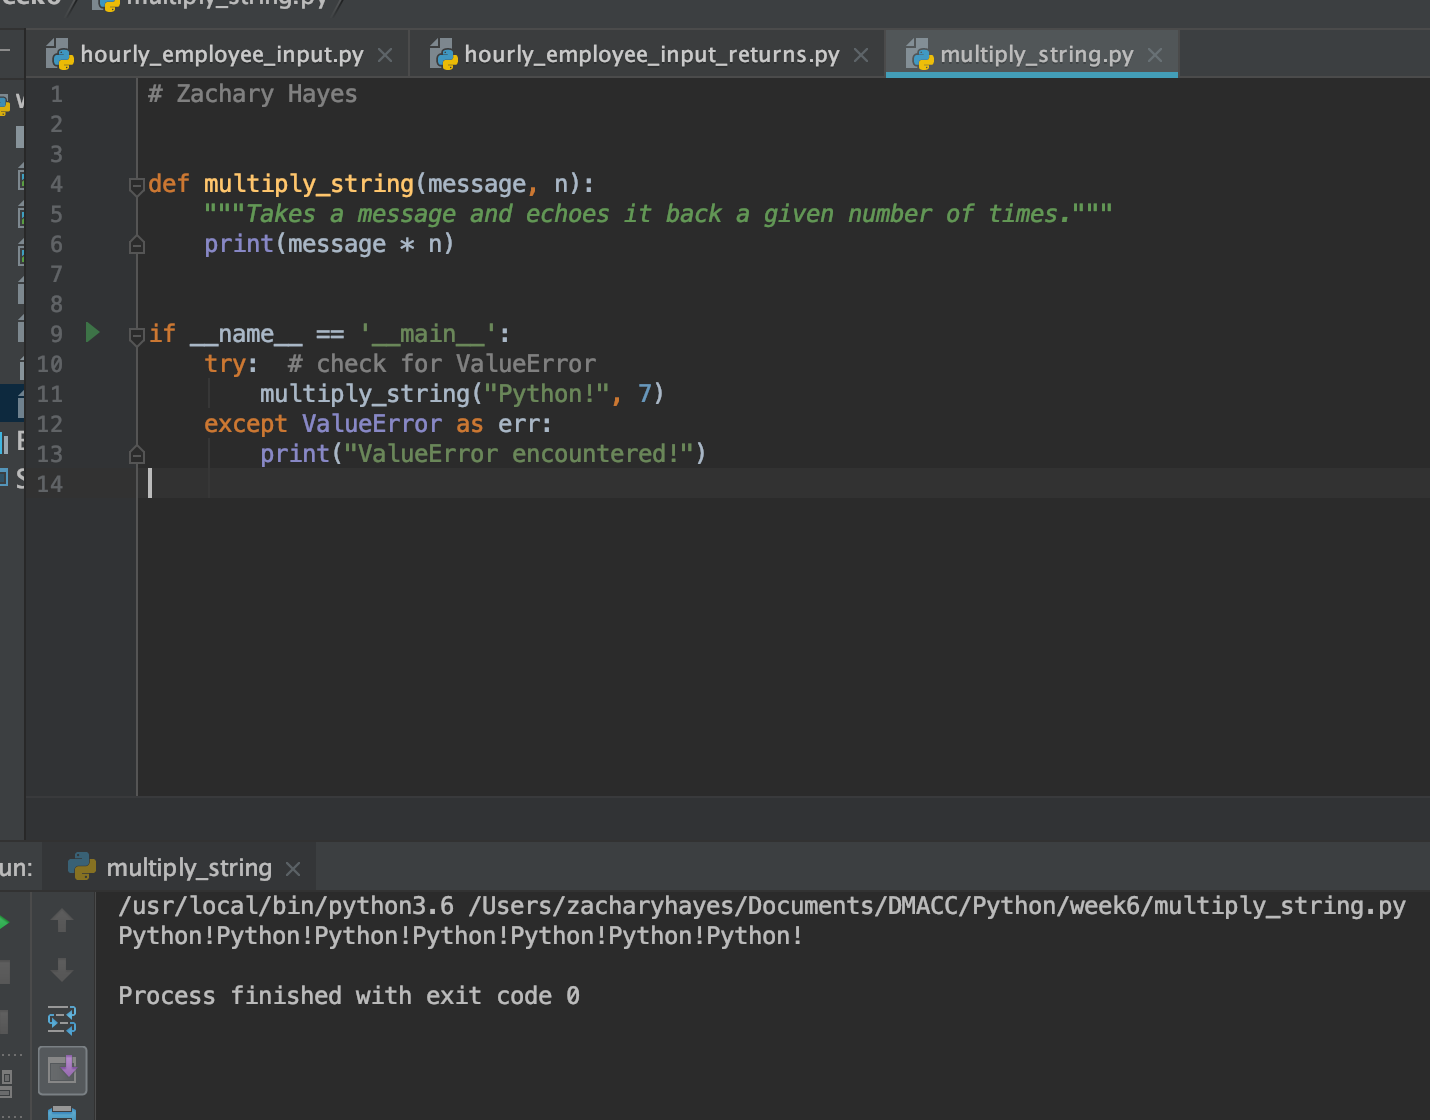 multiply_string.py
hourly_employee_input.py hourly_employee_input_returns.py multiply_string.py
1 # Zachary Hayes
2
3
4 def multiply_string(message, n):
5 """Takes a message and echoes it back a given number of times."""
6 print(message * n)
7
8
9 if __name__ == '__main__':
10 try: # check for ValueError
11 multiply_string("Python!", 7)
12 except ValueError as err:
13 print("ValueError encountered!")
14
un: multiply_string
/usr/local/bin/python3.6 /Users/zacharyhayes/Documents/DMACC/Python/week6/multiply_string.py
Python!Python!Python!Python!Python!Python!Python!
Process finished with exit code 0